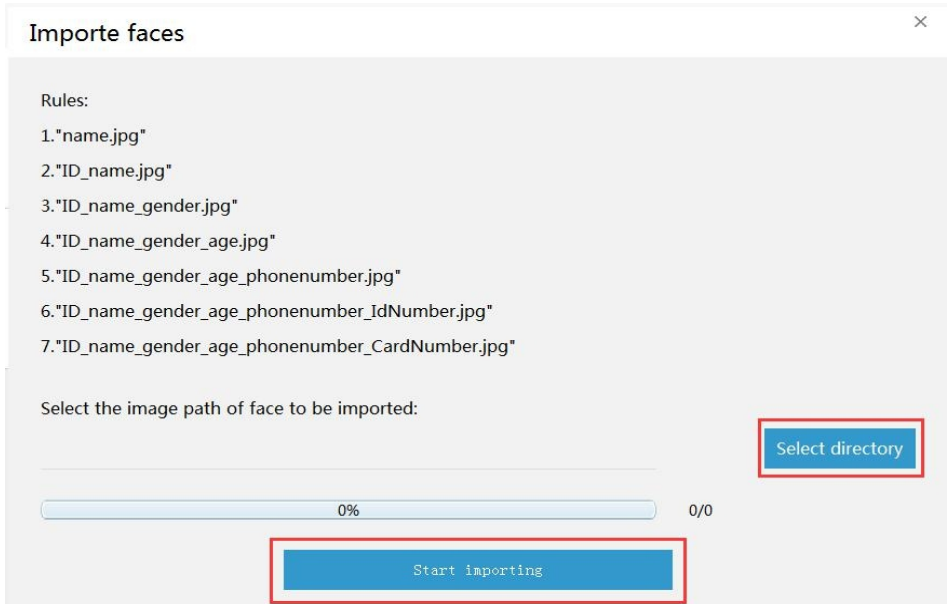 Importe faces
×
Rules:
1."name.jpg"
2."ID_name.jpg"
3."ID_name_gender.jpg"
4."ID_name_gender_age.jpg"
5."ID_name_gender_age_phonenumber.jpg"
6."ID_name_gender_age_phonenumber_IdNumber.jpg"
7."ID_name_gender_age_phonenumber_CardNumber.jpg"
Select the image path of face to be imported:
Select directory
0% 0/0
Start importing